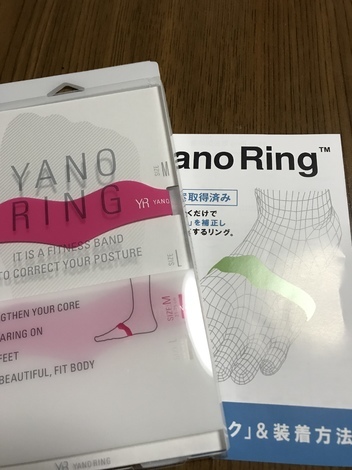 YANO
RING
SIZE M
YR YANO
IT IS A FITNESS BAND
TO CORRECT YOUR POSTURE
SIZE M
GTHEN YOUR CORE
ARING ON
FEET
BEAUTIFUL, FIT BODY
YR YANO RING
ano Ring™
取得済み
くだけで
」を補正し
するリング。
ク」&装着方法